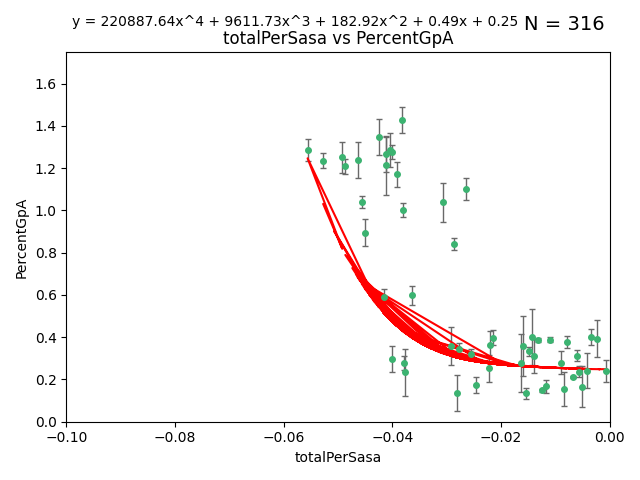 y = 220887.64x^4 + 9611.73x^3 + 182.92x^2 + 0.49x + 0.25 N = 316
totalPerSasa vs PercentGpA
1.6
1.4
1.2
1.0
0.8
0.6
0.4
0.2
0.0
PercentGpA
−0.10 −0.08 −0.06 −0.04 −0.02 0.00
totalPerSasa